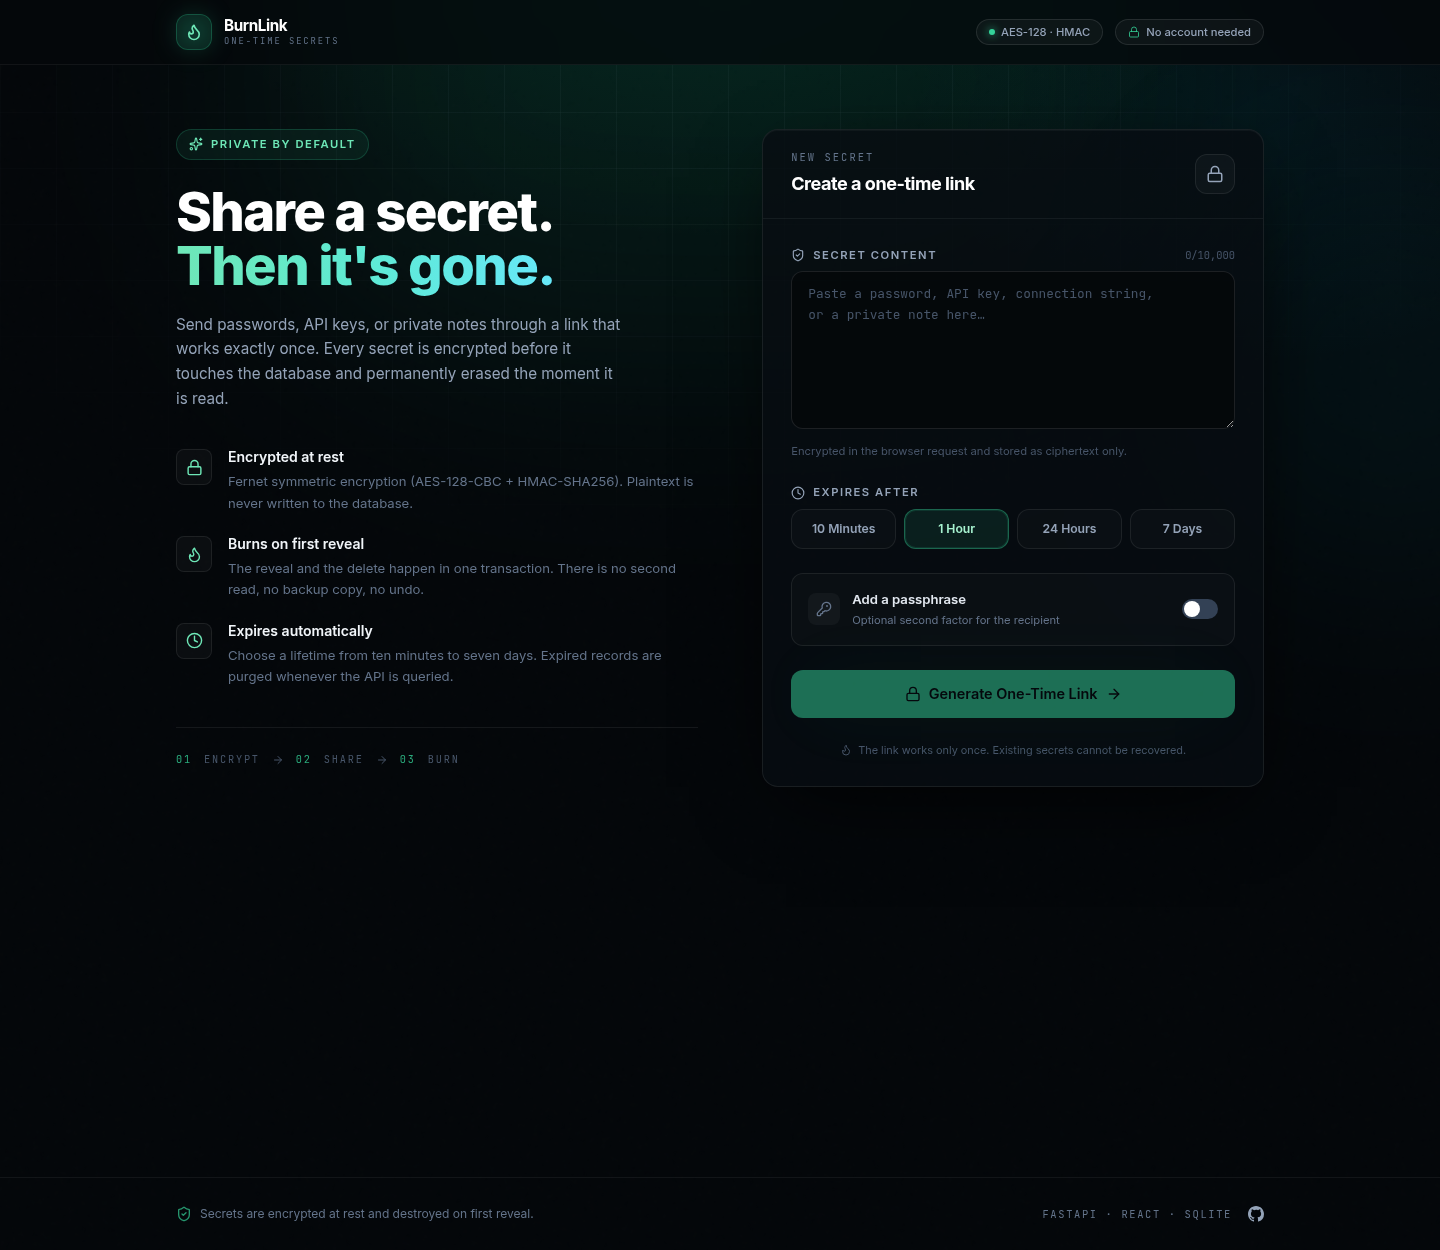 BurnLink
ONE-TIME SECRETS
AES-128 · HMAC
No account needed
PRIVATE BY DEFAULT
Share a secret.
Then it's gone.
Send passwords, API keys, or private notes through a link that
works exactly once. Every secret is encrypted before it
touches the database and permanently erased the moment it
is read.
Encrypted at rest
Fernet symmetric encryption (AES-128-CBC + HMAC-SHA256). Plaintext is
never written to the database.
Burns on first reveal
The reveal and the delete happen in one transaction. There is no second
read, no backup copy, no undo.
Expires automatically
Choose a lifetime from ten minutes to seven days. Expired records are
purged whenever the API is queried.
01 ENCRYPT → 02 SHARE → 03 BURN
NEW SECRET
Create a one-time link
SECRET CONTENT
0/10,000
Paste a password, API key, connection string,
or a private note here…
Encrypted in the browser request and stored as ciphertext only.
EXPIRES AFTER
10 Minutes
1 Hour
24 Hours
7 Days
Add a passphrase
Optional second factor for the recipient
Generate One-Time Link →
The link works only once. Existing secrets cannot be recovered.
Secrets are encrypted at rest and destroyed on first reveal.
FASTAPI · REACT · SQLITE